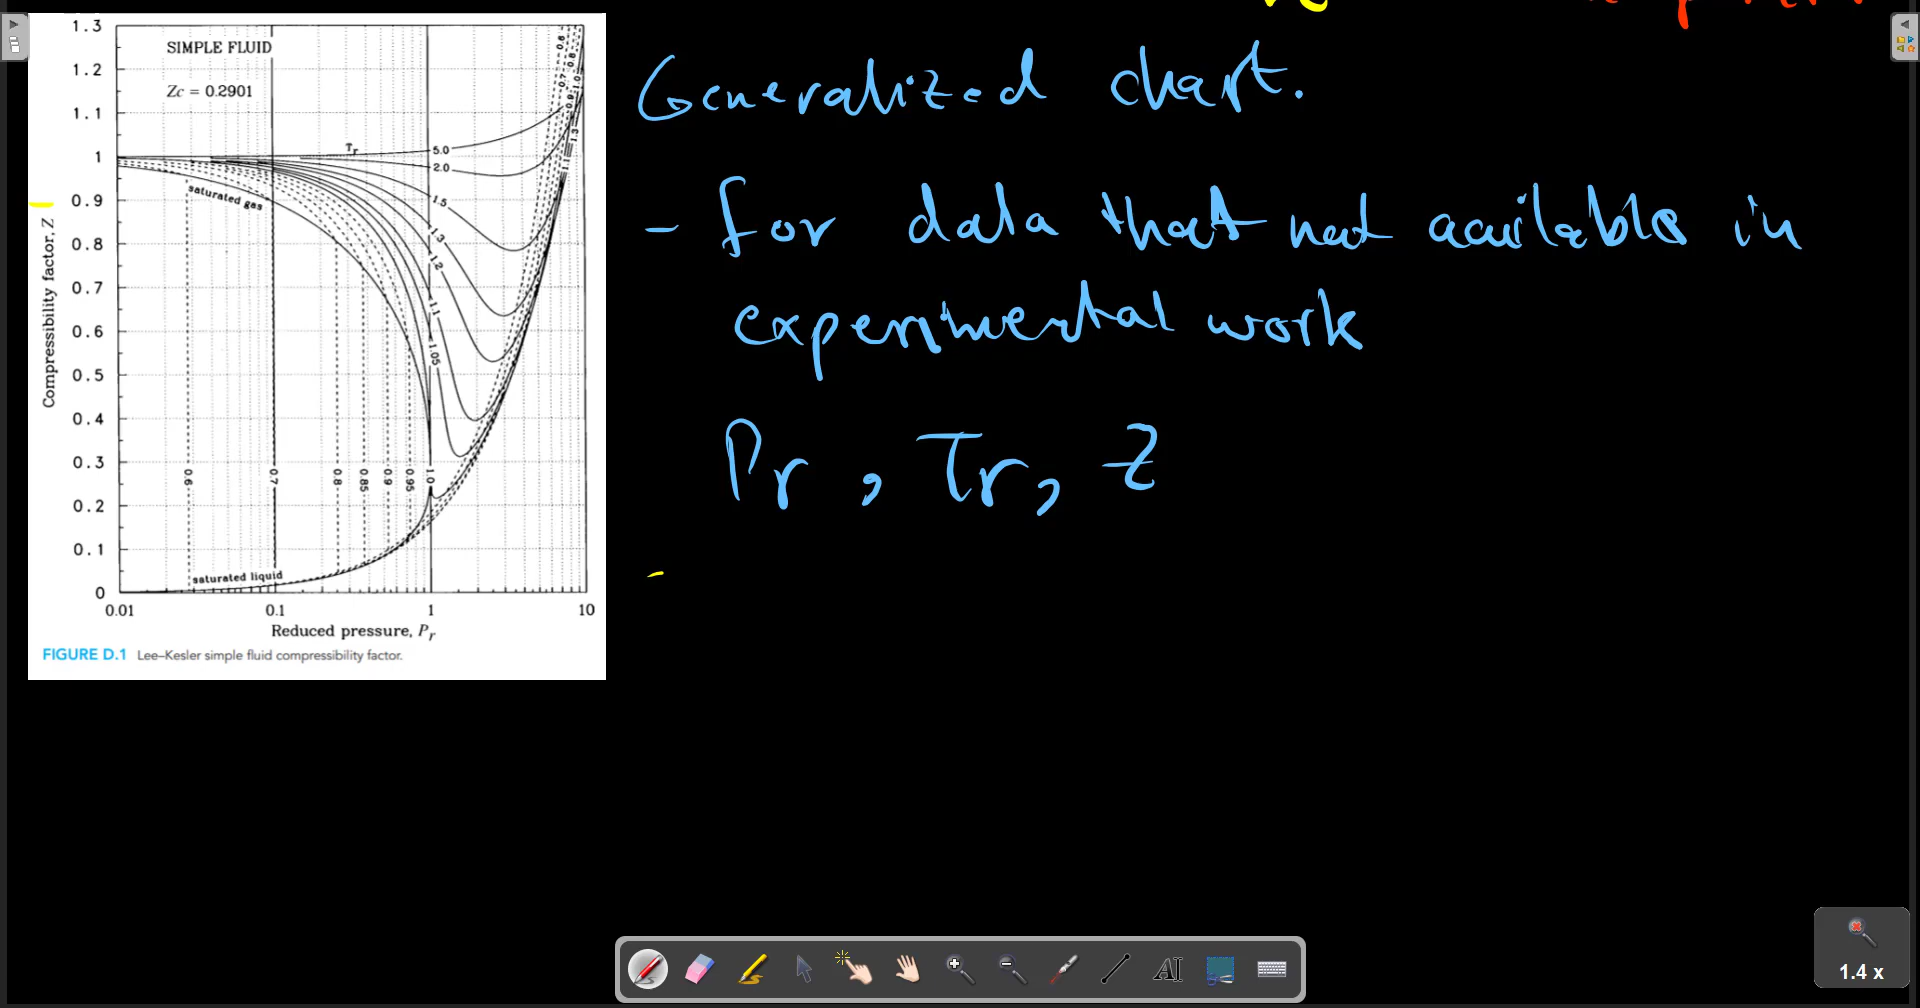 Generalized chart.
- for data that not available in
experimental work
Pr, Tr, Z
-
1.3
1.2
1.1
1
0.9
0.8
0.7
0.6
0.5
0.4
0.3
0.2
0.1
0
SIMPLE FLUID
Zc = 0.2901
Tr
5.0
2.0
1.5
1.3
1.2
1.1
1.05
saturated gas
0.6
0.7
0.8
0.85
0.9
0.95
1.0
saturated liquid
Compressibility factor, Z
0.01 0.1 1 10
Reduced pressure, Pr
FIGURE D.1 Lee–Kesler simple fluid compressibility factor.
AI
1.4 x